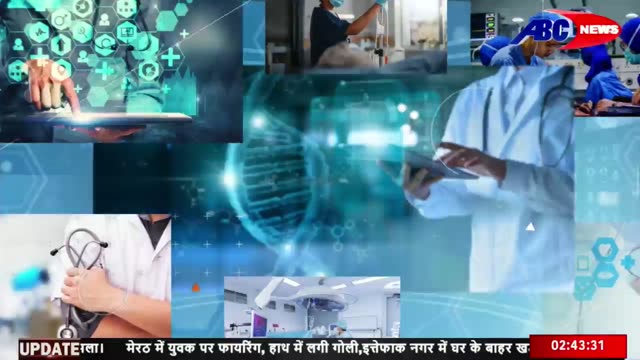 ABC NEWS
UPDATE ला। मेरठ में युवक पर फायरिंग, हाथ में लगी गोली,इत्तेफाक नगर में घर के बाहर ख 02:43:31